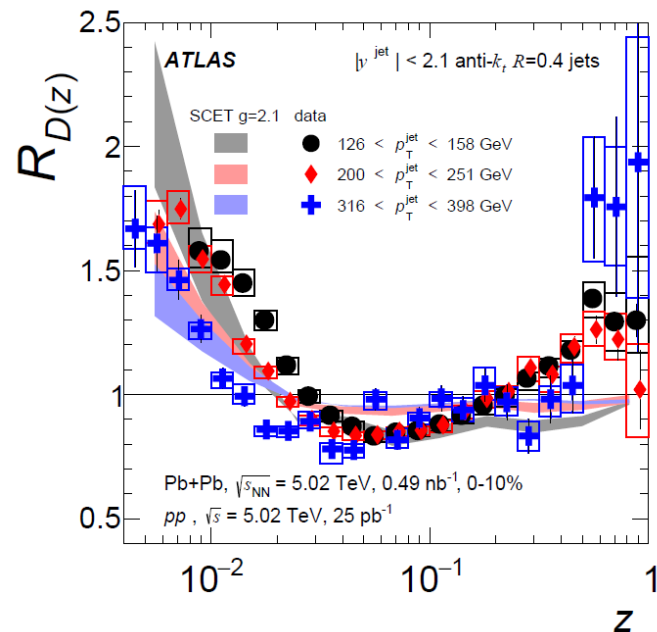 ATLAS
|y^jet| < 2.1 anti-k_t R=0.4 jets
SCET g=2.1 data
126 < p_T^jet < 158 GeV
200 < p_T^jet < 251 GeV
316 < p_T^jet < 398 GeV
R_D(z)
2.5
2
1.5
1
0.5
Pb+Pb, √s_NN = 5.02 TeV, 0.49 nb⁻¹, 0-10%
pp , √s = 5.02 TeV, 25 pb⁻¹
10⁻² 10⁻¹ 1
z